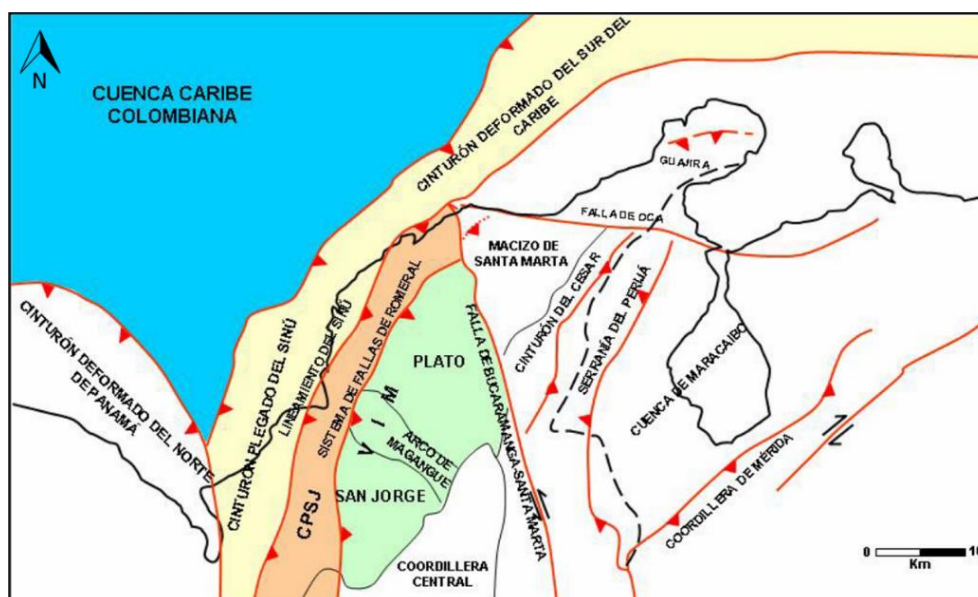 N
CUENCA CARIBE
COLOMBIANA
CINTURÓN DEFORMADO DEL SUR DEL
CARIBE
GUAJIRA
FALLA DE OCA
MACIZO DE
SANTA MARTA
CINTURÓN DEL CESAR
SERRANÍA DEL PERIJÁ
CUENCA DE MARACAIBO
COORDILLERA DE MÉRIDA
FALLA DE BUCARAMANGA-SANTA MARTA
CINTURÓN DEFORMADO DEL NORTE
DE PANAMÁ
CINTURÓN PLEGADO DEL SINÚ
LINEAMIENTO DEL SINÚ
SISTEMA DE FALLAS DE ROMERAL
CPSJ
PLATO
V I M
ARCO DE
MAGANGUE
SAN JORGE
COORDILLERA
CENTRAL
0
Km